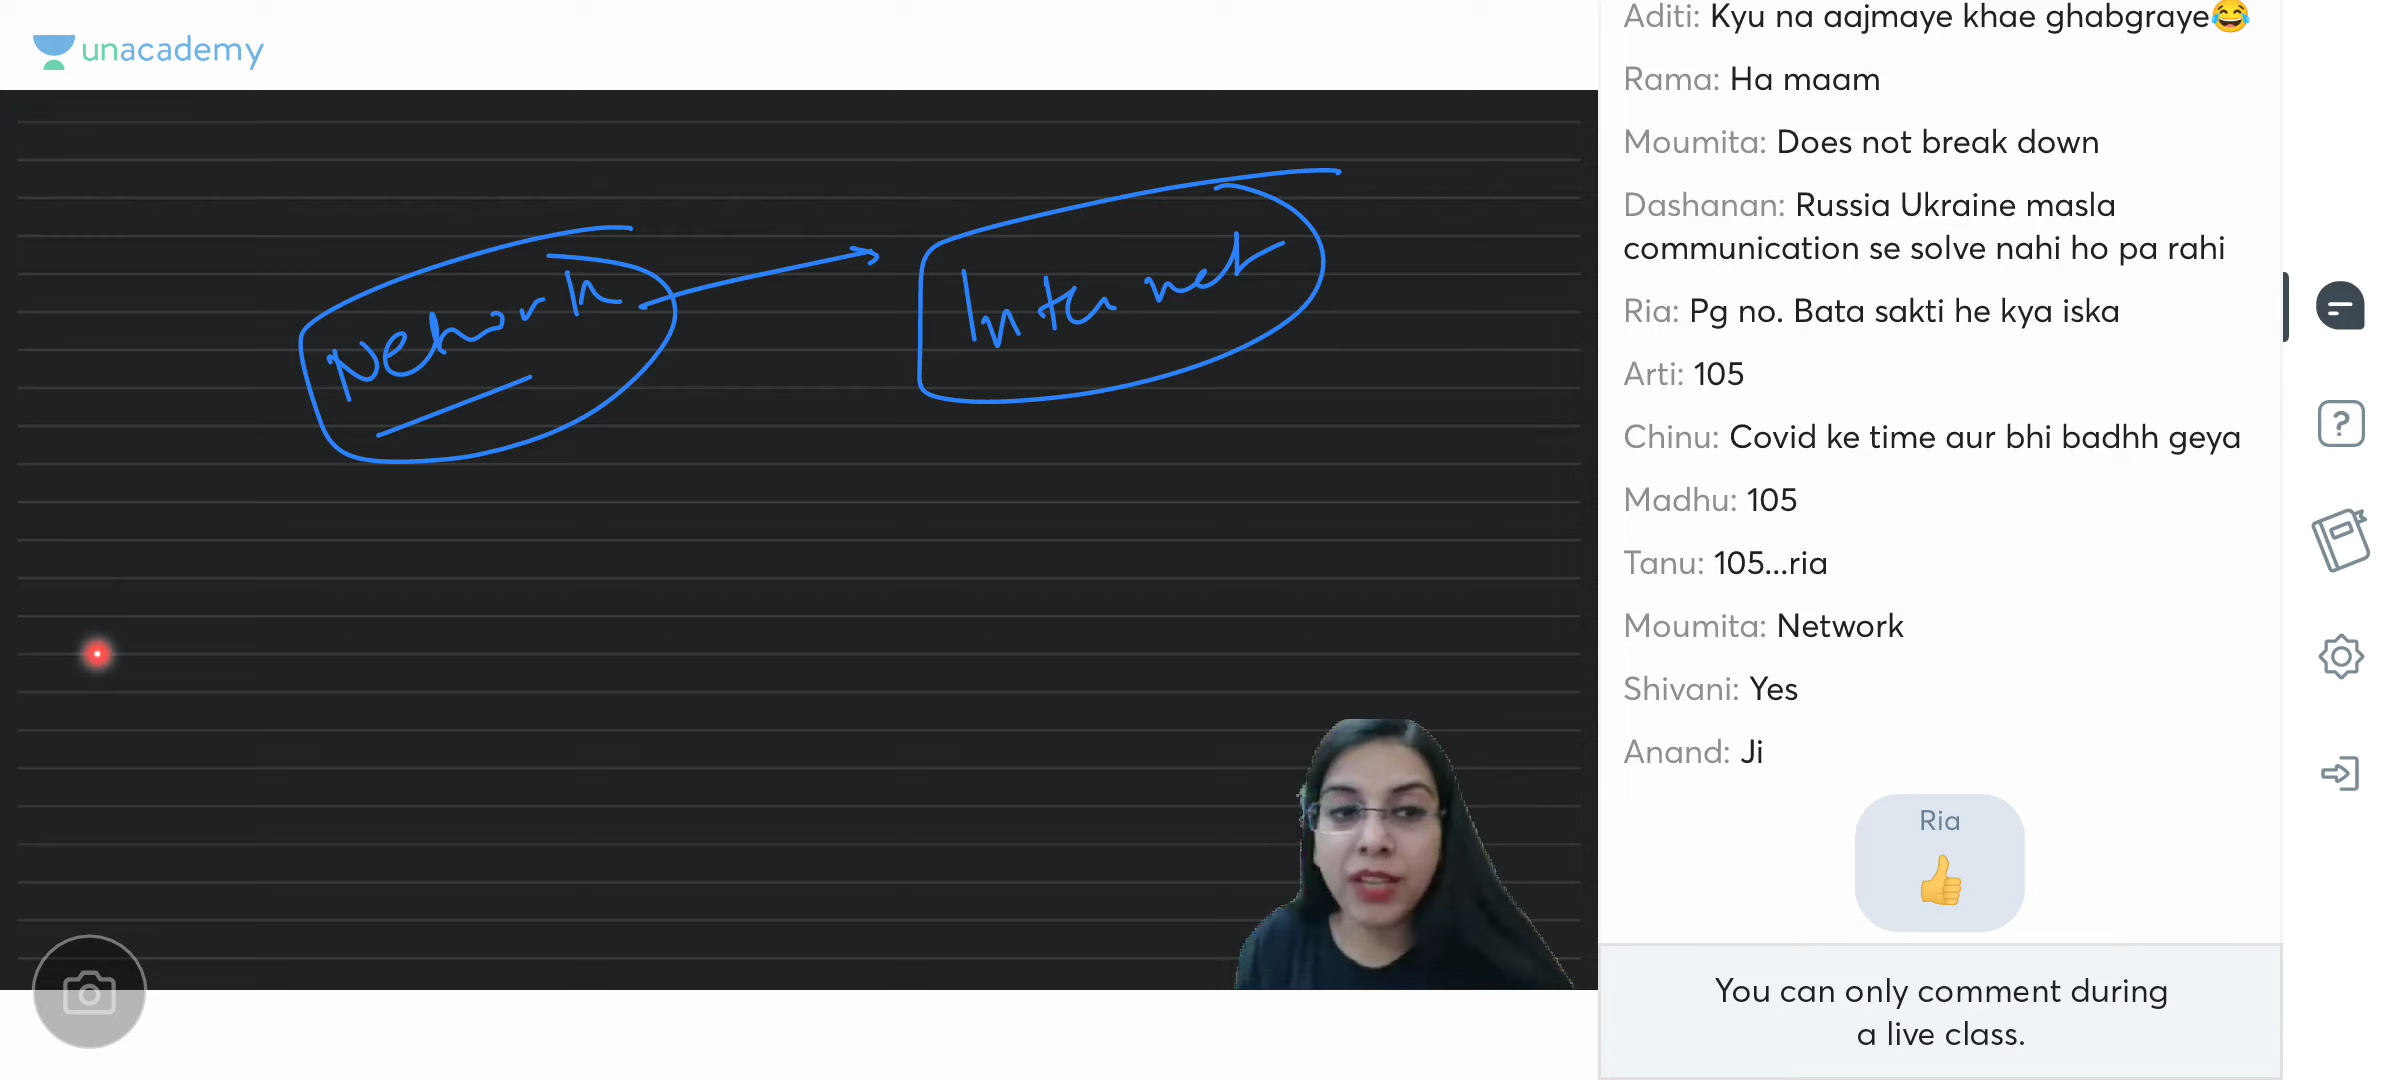 unacademy
Network
Internet
Aditi: Kyu na aajmaye khae ghabgraye😂
Rama: Ha maam
Moumita: Does not break down
Dashanan: Russia Ukraine masla
communication se solve nahi ho pa rahi
Ria: Pg no. Bata sakti he kya iska
Arti: 105
Chinu: Covid ke time aur bhi badhh geya
Madhu: 105
Tanu: 105...ria
Moumita: Network
Shivani: Yes
Anand: Ji
Ria
👍
You can only comment during
a live class.